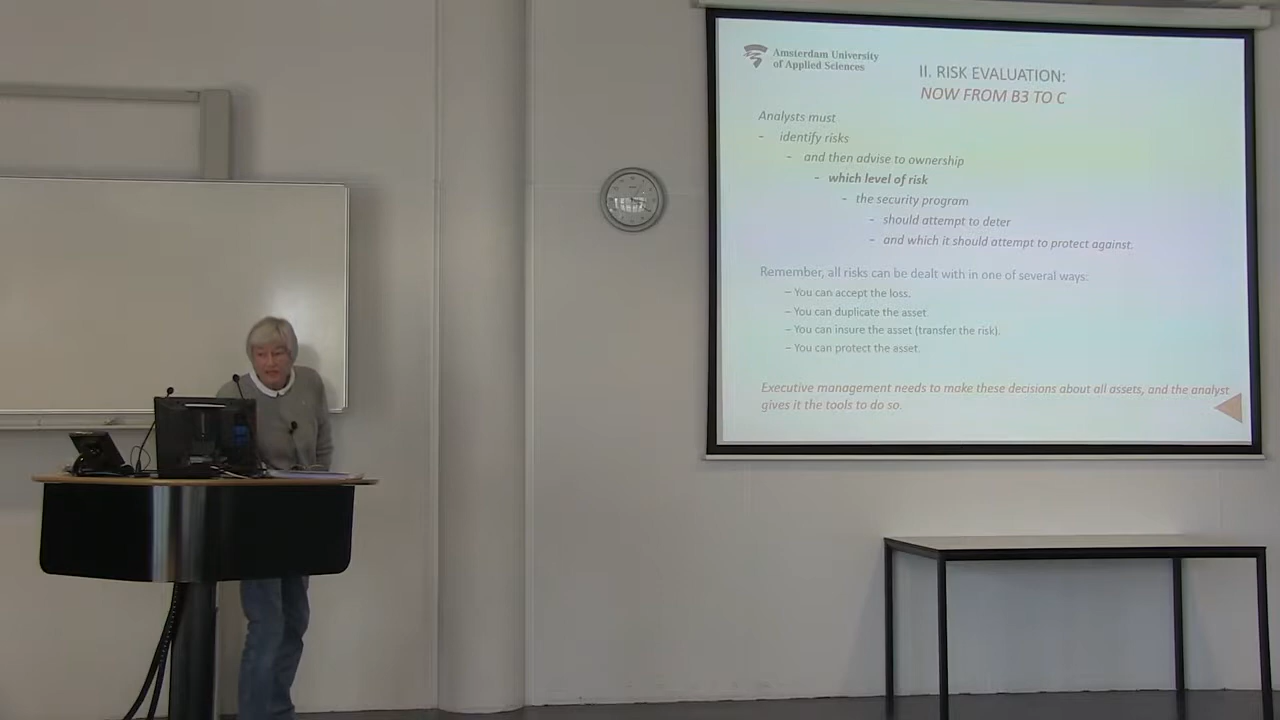 Amsterdam University
of Applied Sciences
II. RISK EVALUATION:
NOW FROM B3 TO C
Analysts must
- identify risks
- and then advise to ownership
- which level of risk
- the security program
- should attempt to deter
- and which it should attempt to protect against.
Remember, all risks can be dealt with in one of several ways:
– You can accept the loss.
– You can duplicate the asset.
– You can insure the asset (transfer the risk).
– You can protect the asset.
Executive management needs to make these decisions about all assets, and the analyst
gives it the tools to do so.